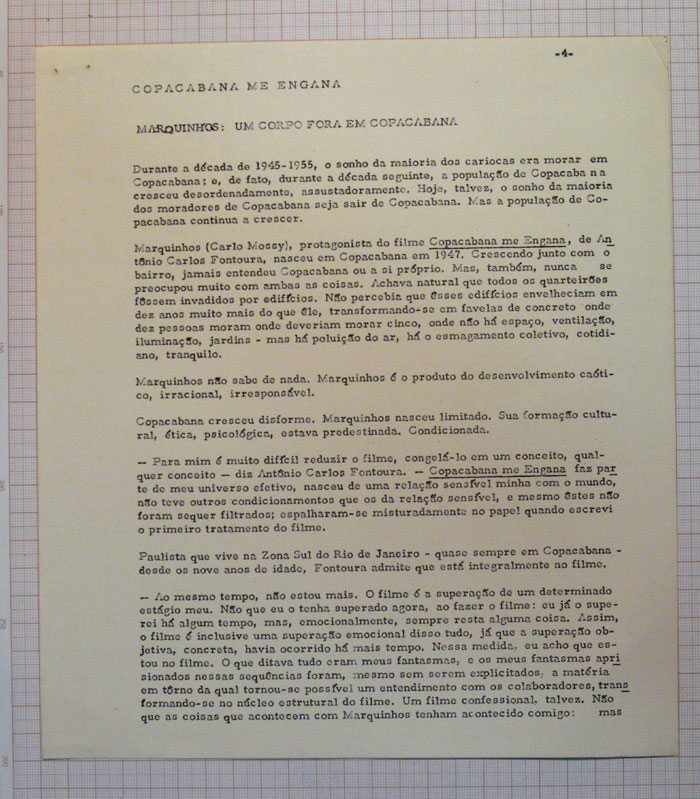 -4-
COPACABANA ME ENGANA
MARQUINHOS: UM CORPO FORA EM COPACABANA
Durante a década de 1945-1955, o sonho da maioria dos cariocas era morar em
Copacabana; e, de fato, durante a década seguinte, a população de Copacaba na
cresceu desordenadamente, assustadoramente. Hoje, talvez, o sonho da maioria
dos moradores de Copacabana seja sair de Copacabana. Mas a população de Co-
pacabana continua a crescer.
Marquinhos (Carlo Mossy), protagonista do filme Copacabana me Engana, de An
tônio Carlos Fontoura, nasceu em Copacabana em 1947. Crescendo junto com o
bairro, jamais entendeu Copacabana ou a si próprio. Mas, também, nunca se
preocupou muito com ambas as coisas. Achava natural que todos os quarteirões
fôssem invadidos por edifícios. Não percebia que êsses edifícios envelheciam em
dez anos muito mais do que êle, transformando-se em favelas de concreto onde
dez pessoas moram onde deveriam morar cinco, onde não há espaço, ventilação,
iluminação, jardins - mas há poluição do ar, há o esmagamento coletivo, cotidi-
ano, tranquilo.
Marquinhos não sabe de nada. Marquinhos é o produto do desenvolvimento caóti-
co, irracional, irresponsável.
Copacabana cresceu disforme. Marquinhos nasceu limitado. Sua formação cultu-
ral, ética, psicológica, estava predestinada. Condicionada.
— Para mim é muito difícil reduzir o filme, congelá-lo em um conceito, qual-
quer conceito — diz Antônio Carlos Fontoura. — Copacabana me Engana faz par
te de meu universo efetivo, nasceu de uma relação sensível minha com o mundo,
não teve outros condicionamentos que os da relação sensível, e mesmo êstes não
foram sequer filtrados; espalharam-se misturadamente no papel quando escrevi
o primeiro tratamento do filme.
Paulista que vive na Zona Sul do Rio de Janeiro - quase sempre em Copacabana -
desde os nove anos de idade, Fontoura admite que está integralmente no filme.
— Ao mesmo tempo, não estou mais. O filme é a superação de um determinado
estágio meu. Não que eu o tenha superado agora, ao fazer o filme: eu já o supe-
rei há algum tempo, mas, emocionalmente, sempre resta alguma coisa. Assim,
o filme é inclusive uma superação emocional disso tudo, já que a superação ob-
jetiva, concreta, havia ocorrido há mais tempo. Nessa medida, eu acho que es-
tou no filme. O que ditava tudo eram meus fantasmas, e os meus fantasmas apri
sionados nessas sequências foram, mesmo sem serem explicitados, a matéria
em tôrno da qual tornou-se possível um entendimento com os colaboradores, trans
formando-se no núcleo estrutural do filme. Um filme confessional, talvez. Não
que as coisas que acontecem com Marquinhos tenham acontecido comigo: mas